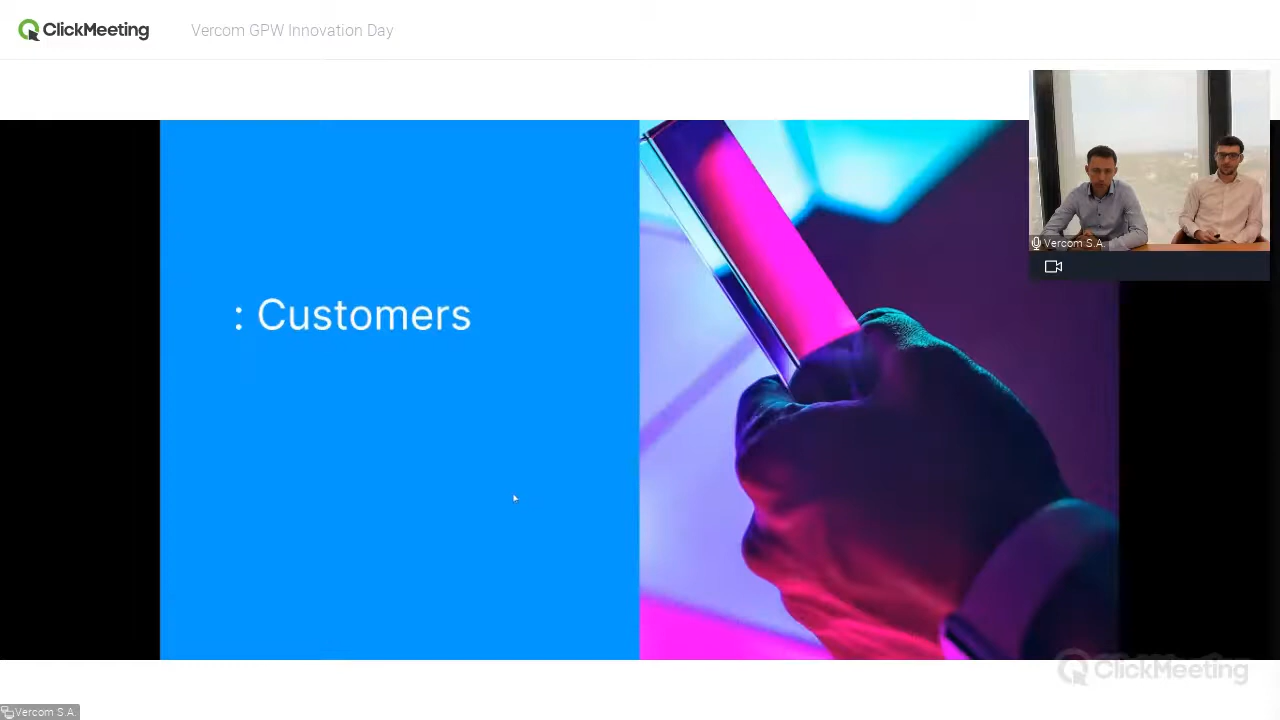 ClickMeeting
Vercom GPW Innovation Day
Vercom S.A.
: Customers
ClickMeeting
Vercom S.A.